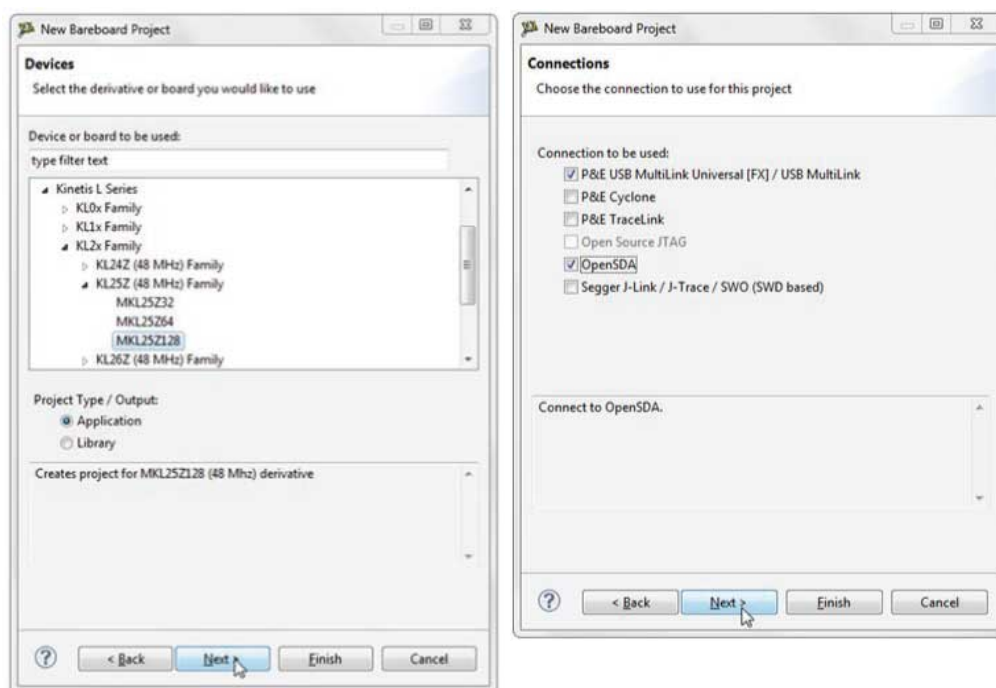 New Bareboard Project
Devices
Select the derivative or board you would like to use
Device or board to be used:
type filter text
Kinetis L Series
KL0x Family
KL1x Family
KL2x Family
KL24Z (48 MHz) Family
KL25Z (48 MHz) Family
MKL25Z32
MKL25Z64
MKL25Z128
KL26Z (48 MHz) Family
Project Type / Output:
Application
Library
Creates project for MKL25Z128 (48 Mhz) derivative
?
< Back
Next >
Finish
Cancel
New Bareboard Project
Connections
Choose the connection to use for this project
Connection to be used:
P&E USB MultiLink Universal [FX] / USB MultiLink
P&E Cyclone
P&E TraceLink
Open Source JTAG
OpenSDA
Segger J-Link / J-Trace / SWO (SWD based)
Connect to OpenSDA.
?
< Back
Next >
Finish
Cancel